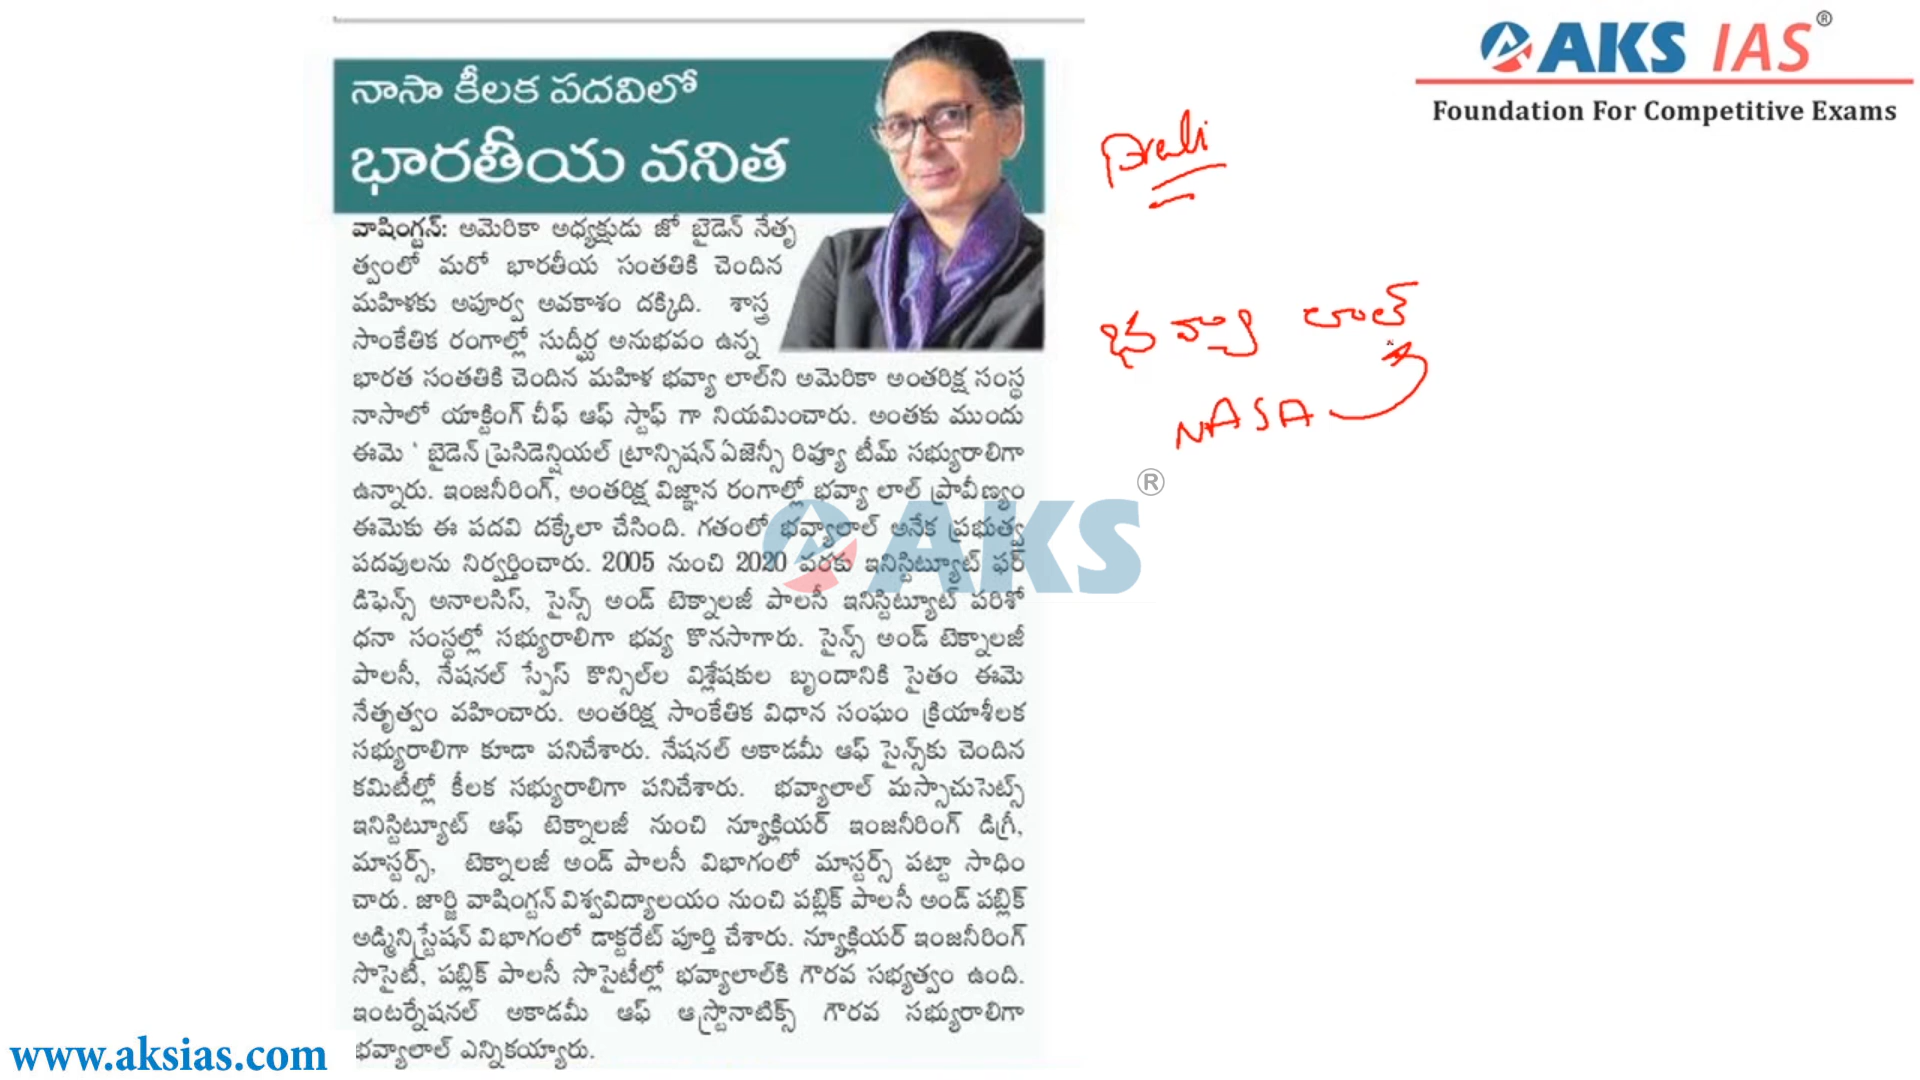 AKS IAS®
Foundation For Competitive Exams
నాసా కీలక పదవిలో
భారతీయ వనిత
వాషింగ్టన్: అమెరికా అధ్యక్షుడు జో బైడెన్ నేతృ
త్వంలో మరో భారతీయ సంతతికి చెందిన
మహిళకు అపూర్వ అవకాశం దక్కిది. శాస్త్ర
సాంకేతిక రంగాల్లో సుదీర్ఘ అనుభవం ఉన్న
భారత సంతతికి చెందిన మహిళ భవ్యా లాల్‌ని అమెరికా అంతరిక్ష సంస్థ
నాసాలో యాక్టింగ్ చీఫ్ ఆఫ్ స్టాఫ్ గా నియమించారు. అంతకు ముందు
ఈమె ' బైడెన్ ప్రెసిడెన్షియల్ ట్రాన్సిషన్ ఏజెన్సీ రివ్యూ టీమ్ సభ్యురాలిగా
ఉన్నారు. ఇంజనీరింగ్, అంతరిక్ష విజ్ఞాన రంగాల్లో భవ్యా లాల్ ప్రావీణ్యం
ఈమెకు ఈ పదవి దక్కేలా చేసింది. గతంలో భవ్యాలాల్ అనేక ప్రభుత్వ
పదవులను నిర్వర్తించారు. 2005 నుంచి 2020 వరకు ఇనిస్టిట్యూట్ ఫర్
డిఫెన్స్ అనాలసిస్, సైన్స్ అండ్ టెక్నాలజీ పాలసీ ఇనిస్టిట్యూట్ పరిశో
ధనా సంస్థల్లో సభ్యురాలిగా భవ్య కొనసాగారు. సైన్స్ అండ్ టెక్నాలజీ
పాలసీ, నేషనల్ స్పేస్ కౌన్సిల్‌ల విశ్లేషకుల బృందానికి సైతం ఈమె
నేతృత్వం వహించారు. అంతరిక్ష సాంకేతిక విధాన సంఘం క్రియాశీలక
సభ్యురాలిగా కూడా పనిచేశారు. నేషనల్ అకాడమీ ఆఫ్ సైన్స్‌కు చెందిన
కమిటీల్లో కీలక సభ్యురాలిగా పనిచేశారు. భవ్యాలాల్ మస్సాచుసెట్స్
ఇనిస్టిట్యూట్ ఆఫ్ టెక్నాలజీ నుంచి న్యూక్లియర్ ఇంజనీరింగ్ డిగ్రీ,
మాస్టర్స్, టెక్నాలజీ అండ్ పాలసీ విభాగంలో మాస్టర్స్ పట్టా సాధిం
చారు. జార్జి వాషింగ్టన్ విశ్వవిద్యాలయం నుంచి పబ్లిక్ పాలసీ అండ్ పబ్లిక్
అడ్మినిస్ట్రేషన్ విభాగంలో డాక్టరేట్ పూర్తి చేశారు. న్యూక్లియర్ ఇంజనీరింగ్
సొసైటీ, పబ్లిక్ పాలసీ సొసైటీల్లో భవ్యాలాల్‌కి గౌరవ సభ్యత్వం ఉంది.
ఇంటర్నేషనల్ అకాడమీ ఆఫ్ ఆస్ట్రొనాటిక్స్ గౌరవ సభ్యురాలిగా
భవ్యాలాల్ ఎన్నికయ్యారు.
భవ్యా లాల్
NASA
AKS®
www.aksias.com